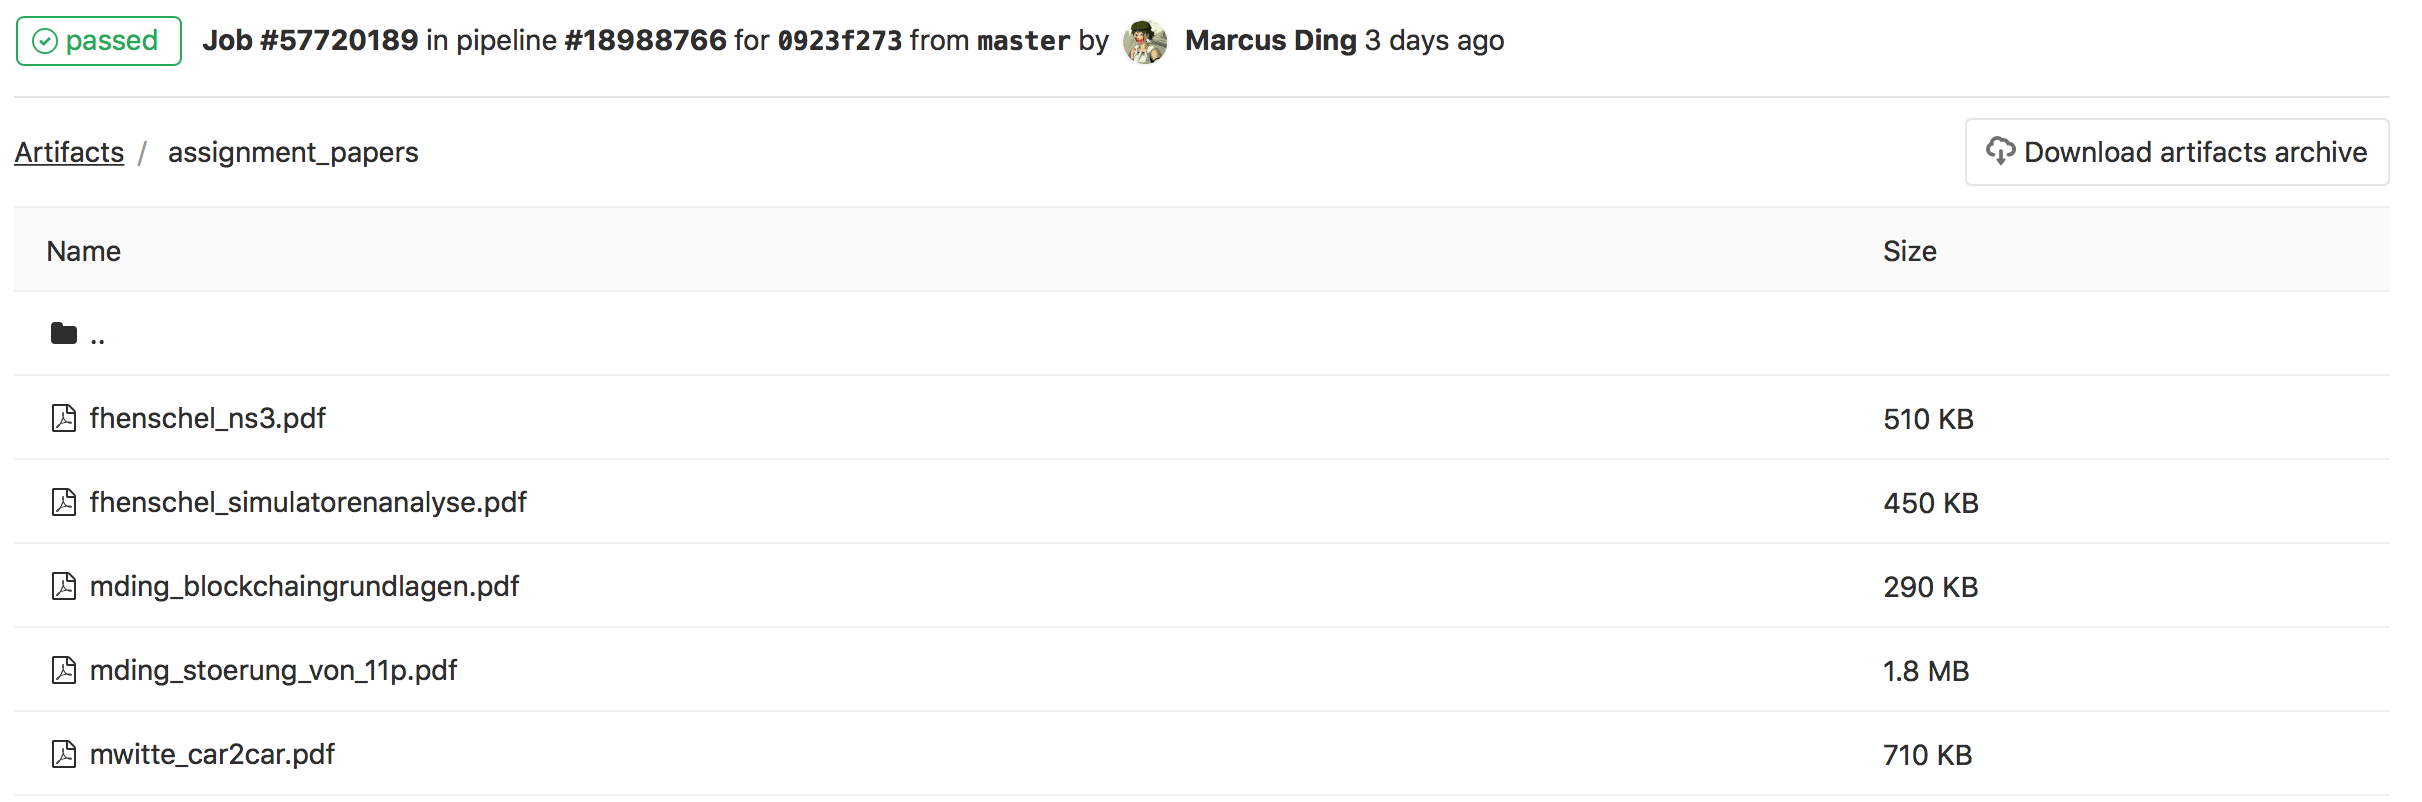 passed Job #57720189 in pipeline #18988766 for 0923f273 from master by Marcus Ding 3 days ago
Artifacts / assignment_papers
Download artifacts archive
Name Size
..
fhenschel_ns3.pdf 510 KB
fhenschel_simulatorenanalyse.pdf 450 KB
mding_blockchaingrundlagen.pdf 290 KB
mding_stoerung_von_11p.pdf 1.8 MB
mwitte_car2car.pdf 710 KB